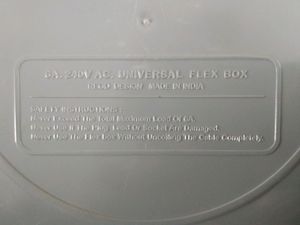 6A. 240V AC. UNIVERSAL FLEX BOX
REGD DESIGN MADE IN INDIA
SAFETY INSTRUCTIONS :
Never Exceed The Total Maximum Load Of 6A.
Never Use If The Plug, Lead Or Socket Are Damaged.
Never Use The Flex Box Without Uncoiling The Cable Completely.